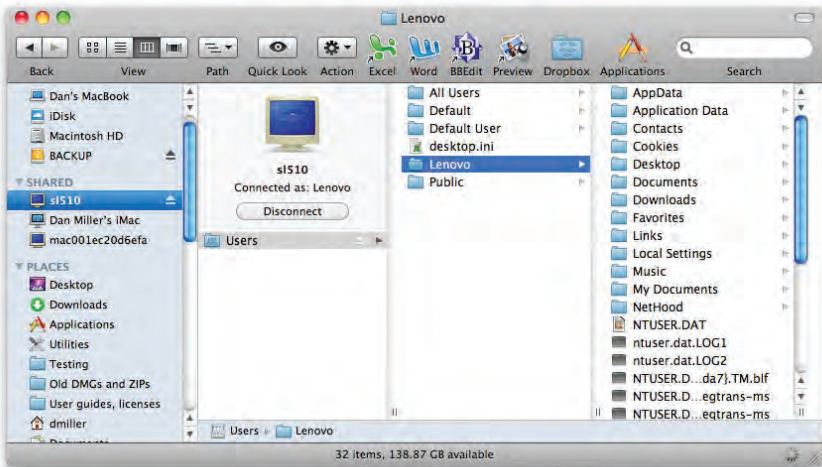 Lenovo
Back View Path Quick Look Action Excel Word BBEdit Preview Dropbox Applications Search
Dan's MacBook
iDisk
Macintosh HD
BACKUP
SHARED
sl510
Dan Miller's iMac
mac001ec20d6efa
PLACES
Desktop
Downloads
Applications
Utilities
Testing
Old DMGs and ZIPs
User guides, licenses
dmiller
Documents
sl510
Connected as: Lenovo
Disconnect
Users
All Users
Default
Default User
desktop.ini
Lenovo
Public
AppData
Application Data
Contacts
Cookies
Desktop
Documents
Downloads
Favorites
Links
Local Settings
Music
My Documents
NetHood
NTUSER.DAT
ntuser.dat.LOG1
ntuser.dat.LOG2
NTUSER.D...da7}.TM.blf
NTUSER.D...egtrans-ms
NTUSER.D...egtrans-ms
Users Lenovo
32 items, 138.87 GB available